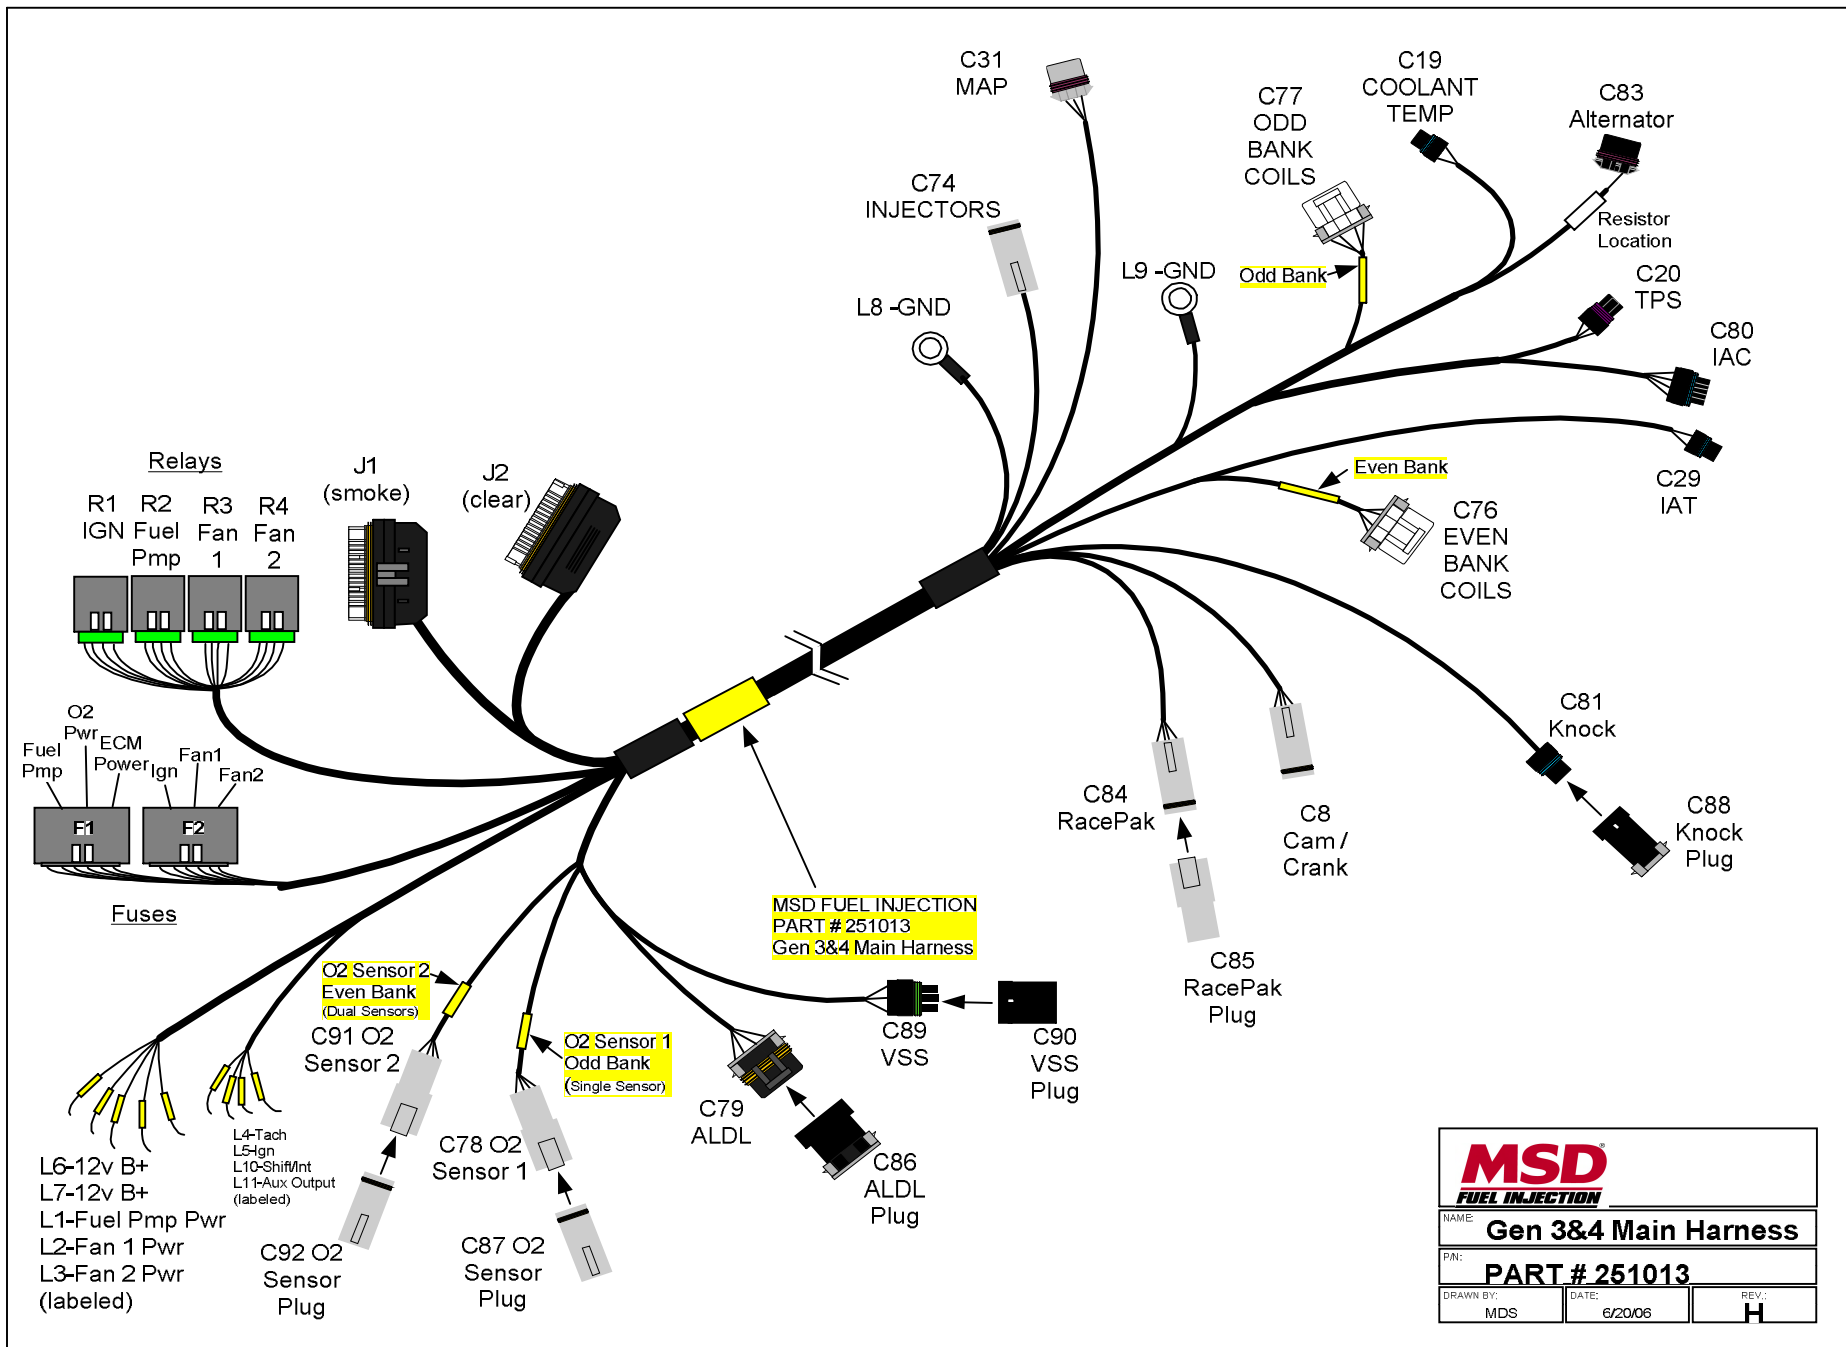 C31
MAP
C19
COOLANT
TEMP
C83
Alternator
C77
ODD
BANK
COILS
C74
INJECTORS
Resistor
Location
L9 -GND
Odd Bank
C20
TPS
L8 -GND
C80
IAC
Even Bank
C29
IAT
C76
EVEN
BANK
COILS
Relays
R1
IGN
R2
Fuel
Pmp
R3
Fan
1
R4
Fan
2
J1
(smoke)
J2
(clear)
O2
Pwr
Fuel
Pmp
ECM
Power
Ign
Fan1
Fan2
F1
F2
Fuses
C81
Knock
C84
RacePak
C8
Cam /
Crank
C88
Knock
Plug
MSD FUEL INJECTION
PART # 251013
Gen 3&4 Main Harness
C85
RacePak
Plug
O2 Sensor 2
Even Bank
(Dual Sensors)
C91 O2
Sensor 2
O2 Sensor 1
Odd Bank
(Single Sensor)
C89
VSS
C90
VSS
Plug
C79
ALDL
C86
ALDL
Plug
C78 O2
Sensor 1
L4-Tach
L5-Ign
L10-Shift/Int
L11-Aux Output
(labeled)
L6-12v B+
L7-12v B+
L1-Fuel Pmp Pwr
L2-Fan 1 Pwr
L3-Fan 2 Pwr
(labeled)
C92 O2
Sensor
Plug
C87 O2
Sensor
Plug
MSD®
FUEL INJECTION
NAME: Gen 3&4 Main Harness
P/N: PART # 251013
DRAWN BY: MDS
DATE: 6/20/06
REV.: H